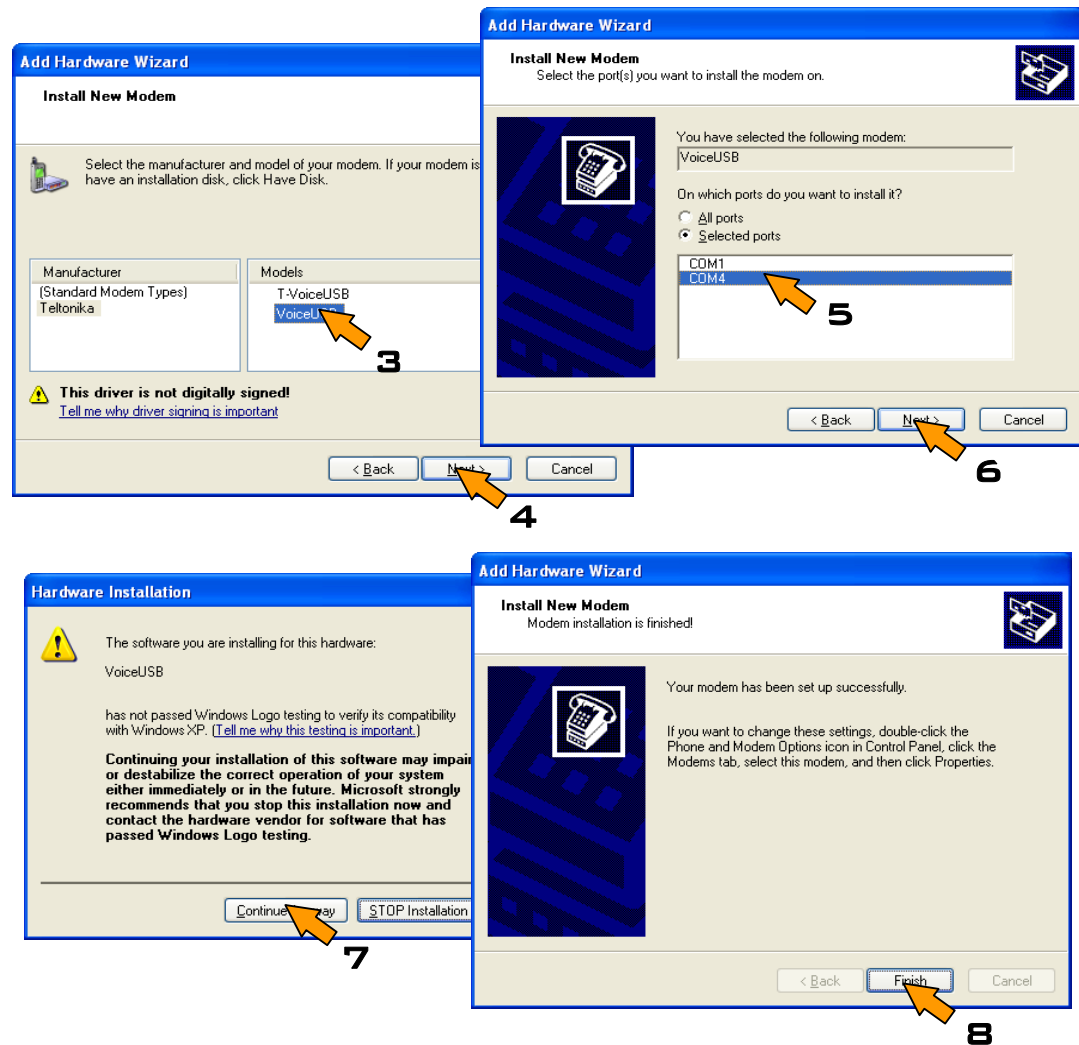 Add Hardware Wizard
Install New Modem
Select the manufacturer and model of your modem. If your modem is
have an installation disk, click Have Disk.
Manufacturer
(Standard Modem Types)
Teltonika
Models
T-VoiceUSB
VoiceUSB
3
This driver is not digitally signed!
Tell me why driver signing is important
< Back
Next >
Cancel
4
Add Hardware Wizard
Install New Modem
Select the port(s) you want to install the modem on.
You have selected the following modem:
VoiceUSB
On which ports do you want to install it?
All ports
Selected ports
COM1
COM4
5
< Back
Next >
Cancel
6
Hardware Installation
The software you are installing for this hardware:
VoiceUSB
has not passed Windows Logo testing to verify its compatibility
with Windows XP. (Tell me why this testing is important.)
Continuing your installation of this software may impair
or destabilize the correct operation of your system
either immediately or in the future. Microsoft strongly
recommends that you stop this installation now and
contact the hardware vendor for software that has
passed Windows Logo testing.
Continue Anyway
STOP Installation
7
Add Hardware Wizard
Install New Modem
Modem installation is finished!
Your modem has been set up successfully.
If you want to change these settings, double-click the
Phone and Modem Options icon in Control Panel, click the
Modems tab, select this modem, and then click Properties.
< Back
Finish
Cancel
8